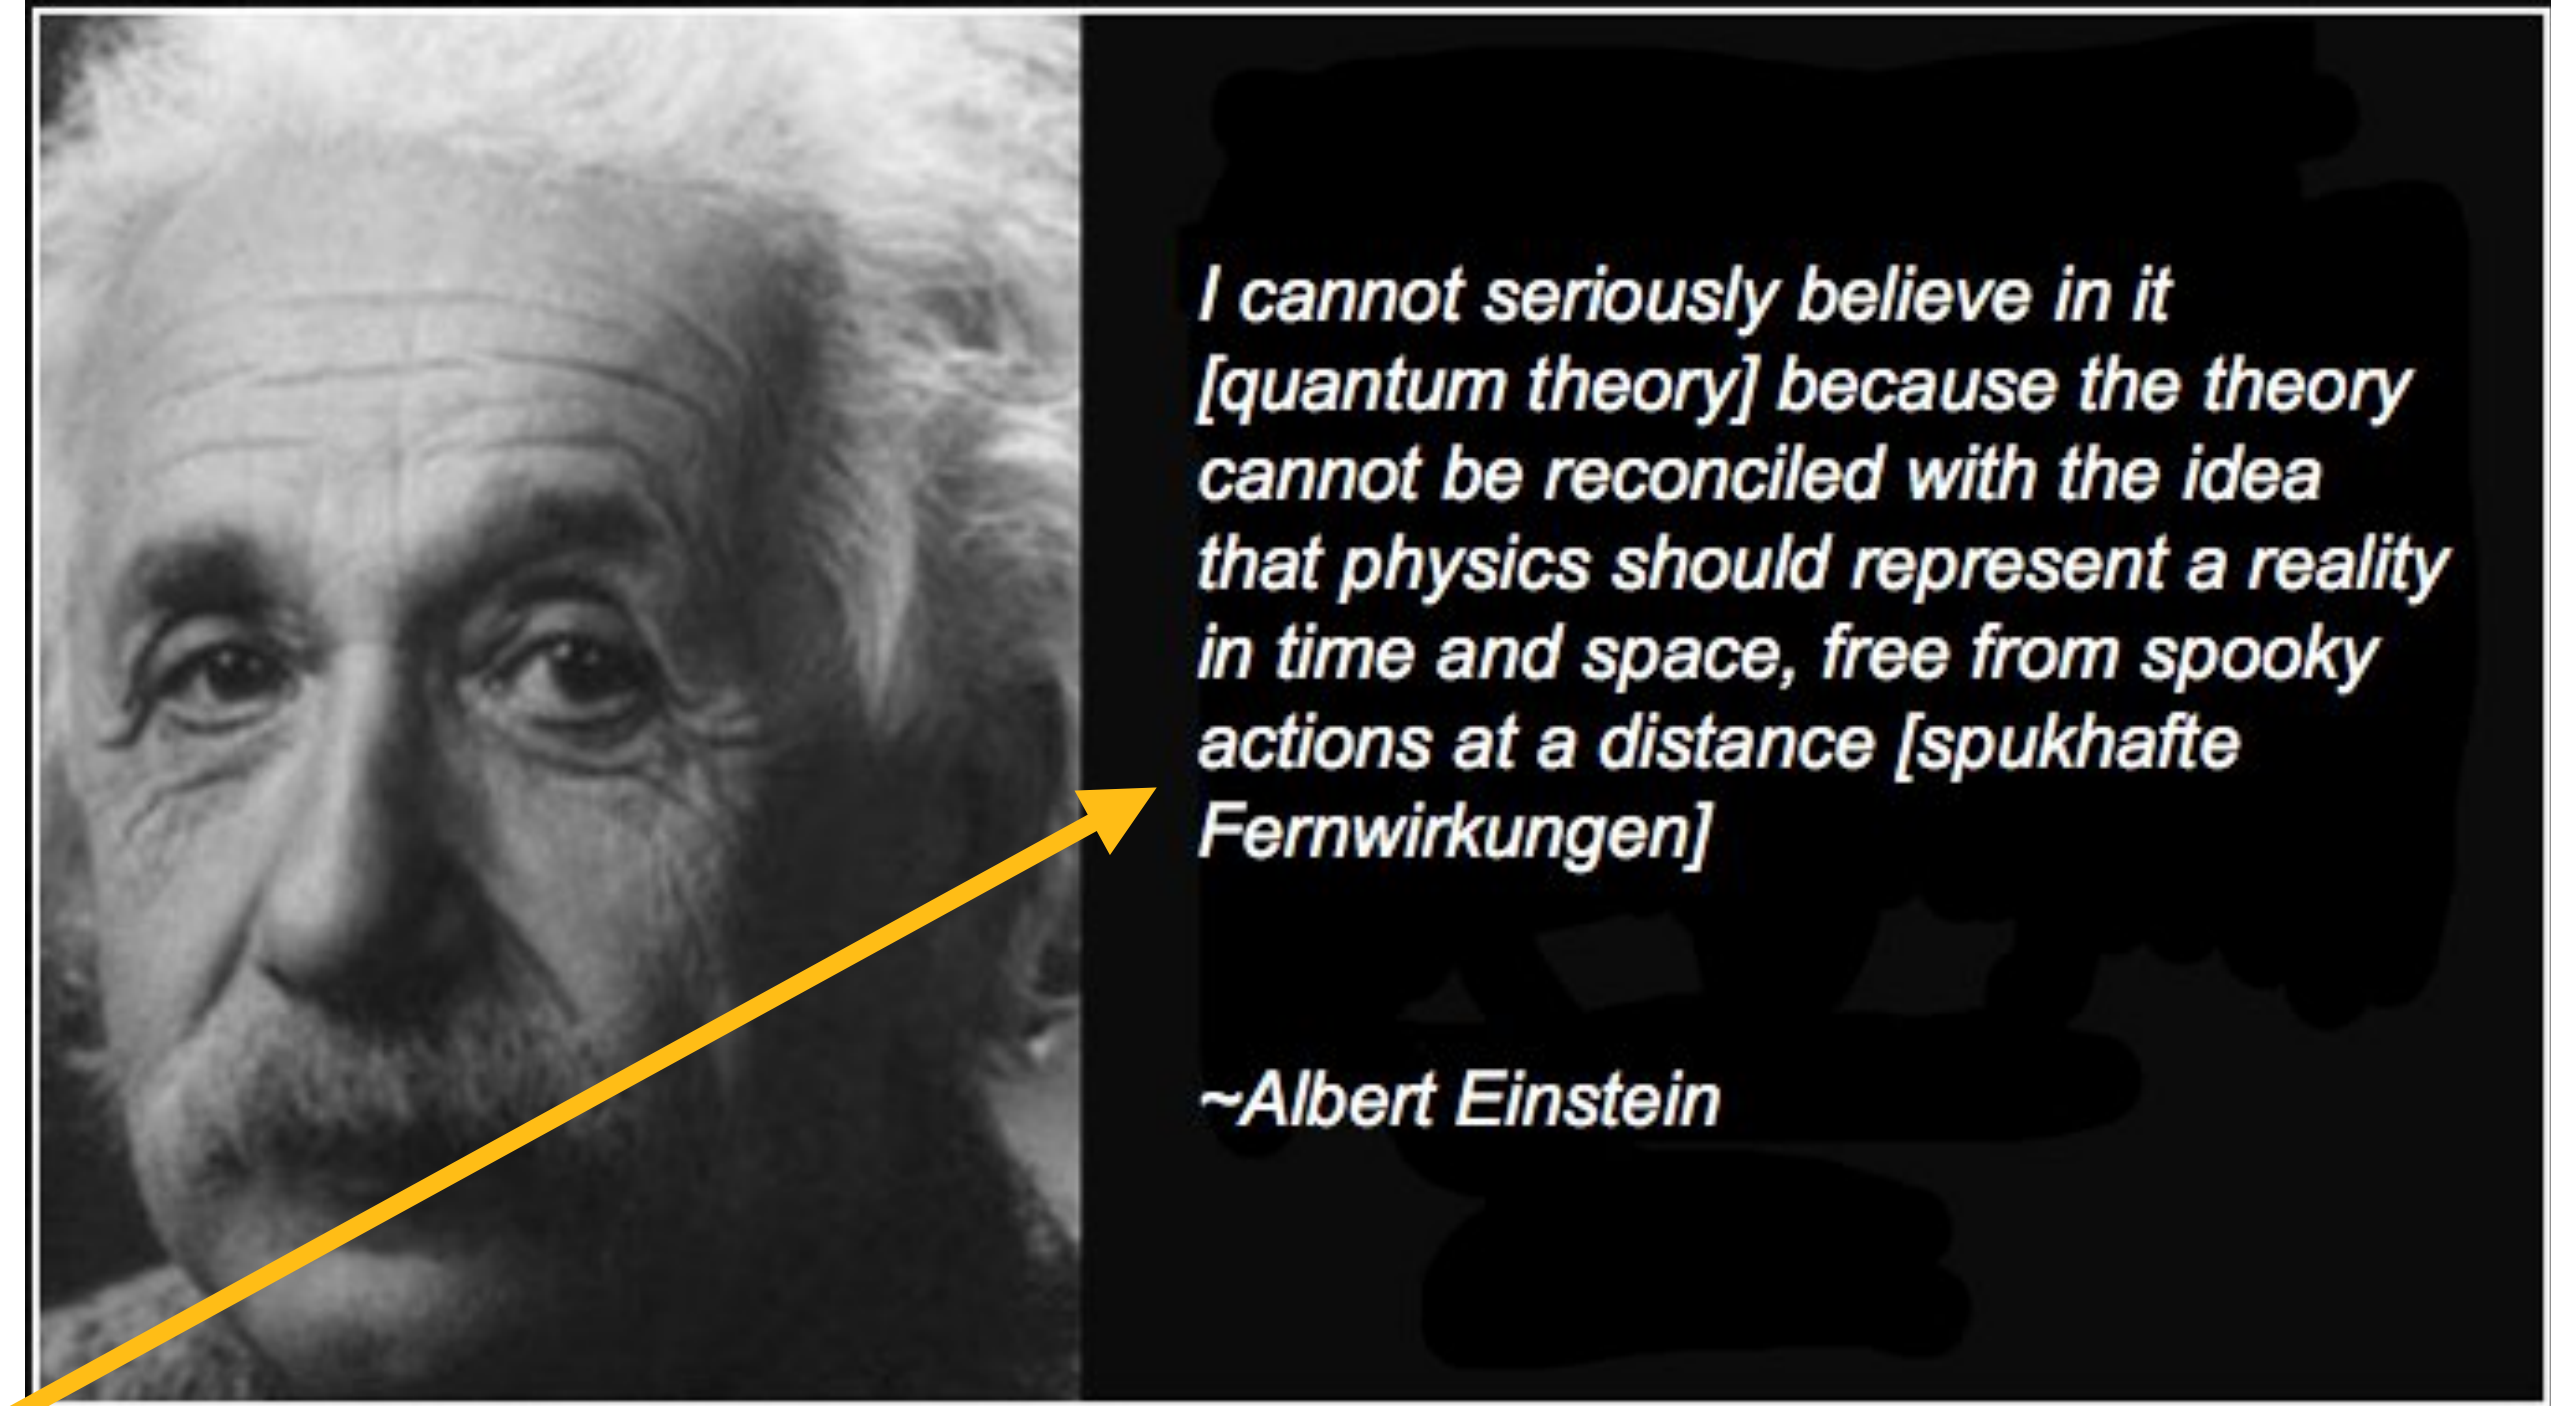 I cannot seriously believe in it
[quantum theory] because the theory
cannot be reconciled with the idea
that physics should represent a reality
in time and space, free from spooky
actions at a distance [spukhafte
Fernwirkungen]
~Albert Einstein